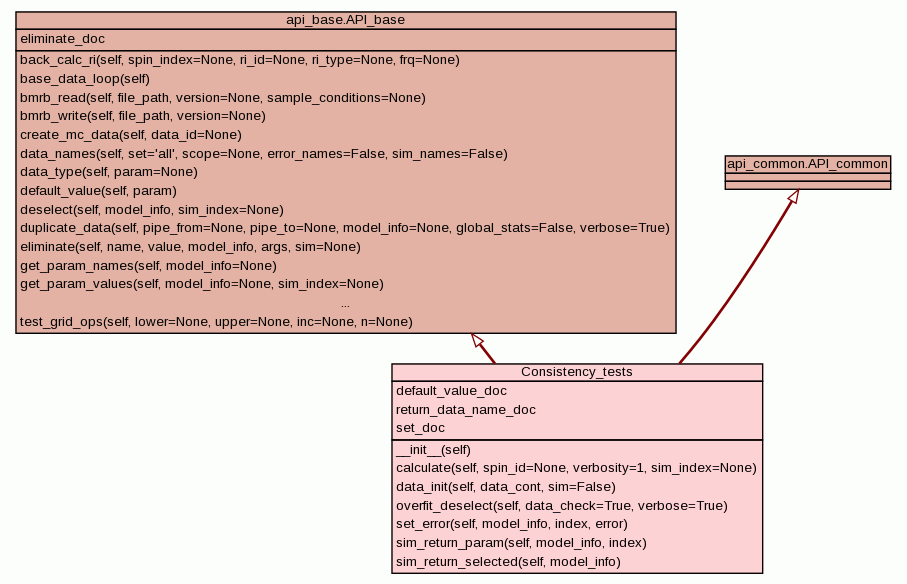 api_base.API_base
eliminate_doc
back_calc_ri(self, spin_index=None, ri_id=None, ri_type=None, frq=None)
base_data_loop(self)
bmrb_read(self, file_path, version=None, sample_conditions=None)
bmrb_write(self, file_path, version=None)
create_mc_data(self, data_id=None)
data_names(self, set='all', scope=None, error_names=False, sim_names=False)
data_type(self, param=None)
default_value(self, param)
deselect(self, model_info, sim_index=None)
duplicate_data(self, pipe_from=None, pipe_to=None, model_info=None, global_stats=False, verbose=True)
eliminate(self, name, value, model_info, args, sim=None)
get_param_names(self, model_info=None)
get_param_values(self, model_info=None, sim_index=None)
...
test_grid_ops(self, lower=None, upper=None, inc=None, n=None)
api_common.API_common
Consistency_tests
default_value_doc
return_data_name_doc
set_doc
__init__(self)
calculate(self, spin_id=None, verbosity=1, sim_index=None)
data_init(self, data_cont, sim=False)
overfit_deselect(self, data_check=True, verbose=True)
set_error(self, model_info, index, error)
sim_return_param(self, model_info, index)
sim_return_selected(self, model_info)